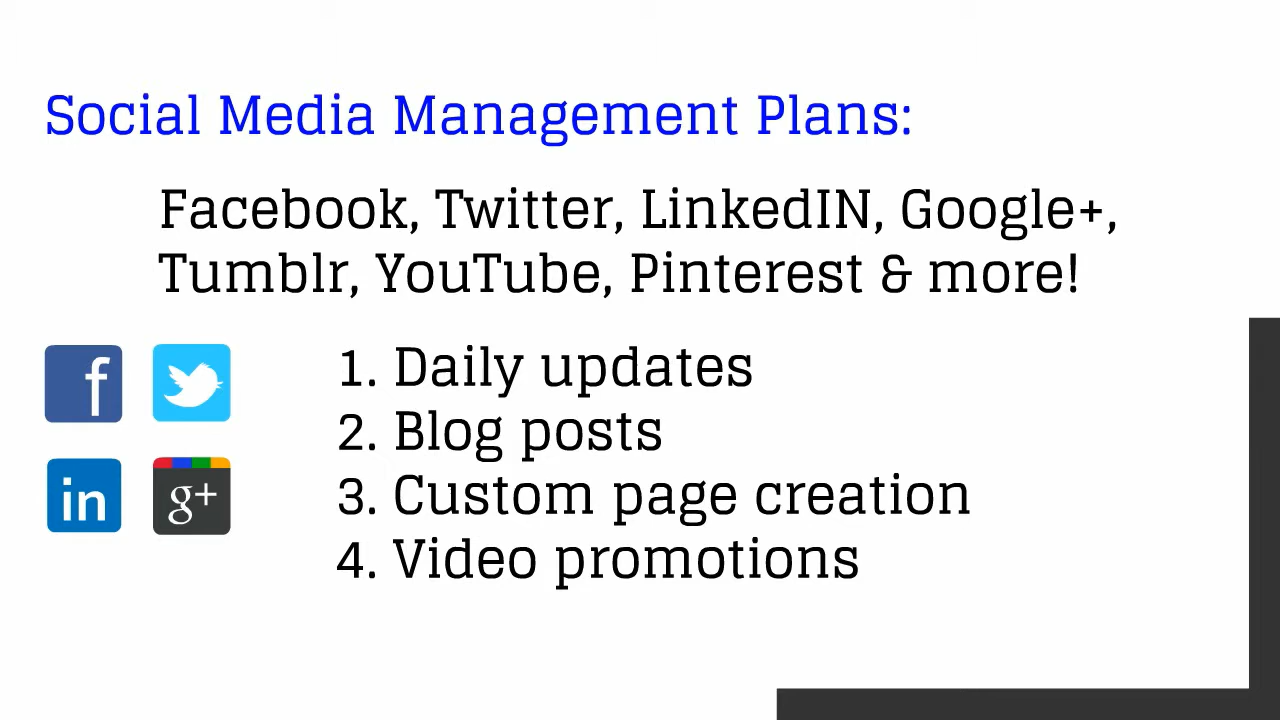 Social Media Management Plans:
Facebook, Twitter, LinkedIN, Google+,
Tumblr, YouTube, Pinterest & more!
f
1. Daily updates
2. Blog posts
in
g+
3. Custom page creation
4. Video promotions